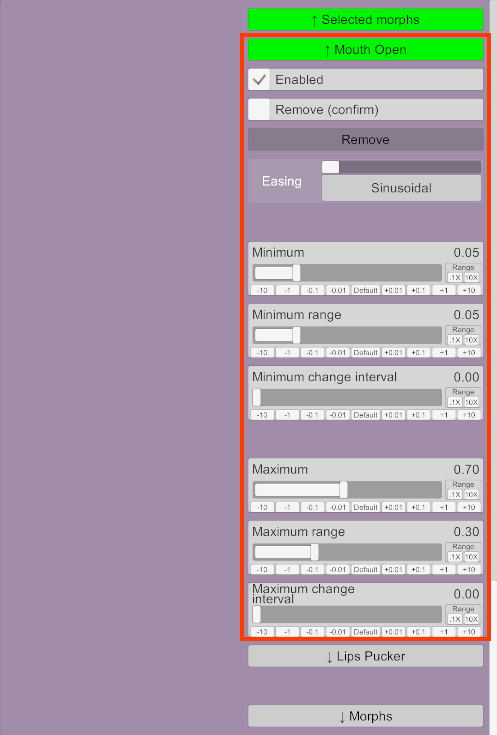 ↑ Selected morphs
↑ Mouth Open
Enabled
Remove (confirm)
Remove
Easing
Sinusoidal
Minimum 0.05
Range
-10 -1 -0.1 -0.01 Default +0.01 +0.1 +1 +10 .1X 10X
Minimum range 0.05
Range
-10 -1 -0.1 -0.01 Default +0.01 +0.1 +1 +10 .1X 10X
Minimum change interval 0.00
Range
-10 -1 -0.1 -0.01 Default +0.01 +0.1 +1 +10 .1X 10X
Maximum 0.70
Range
-10 -1 -0.1 -0.01 Default +0.01 +0.1 +1 +10 .1X 10X
Maximum range 0.30
Range
-10 -1 -0.1 -0.01 Default +0.01 +0.1 +1 +10 .1X 10X
Maximum change
interval 0.00
Range
-10 -1 -0.1 -0.01 Default +0.01 +0.1 +1 +10 .1X 10X
↓ Lips Pucker
↓ Morphs